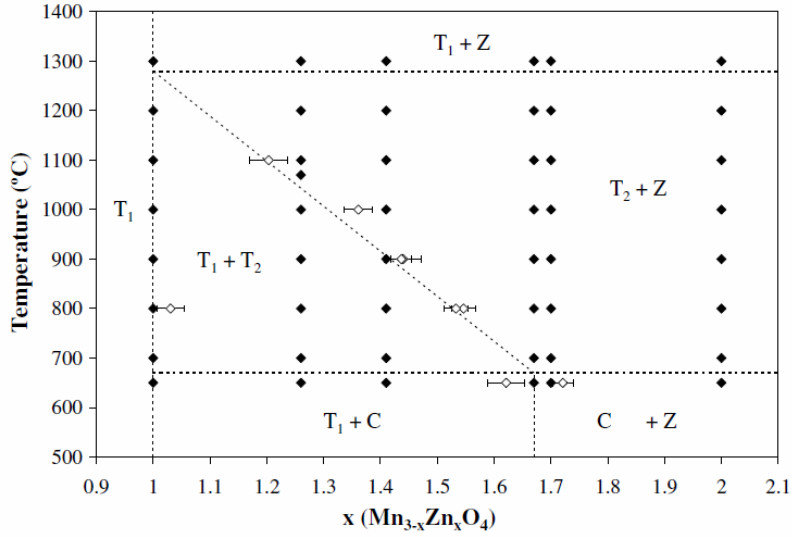 1400
1300
1200
1100
1000
900
800
700
600
500
Temperature (ºC)
T₁ + Z
T₁
T₁ + T₂
T₂ + Z
T₁ + C
C + Z
0.9 1 1.1 1.2 1.3 1.4 1.5 1.6 1.7 1.8 1.9 2 2.1
x (Mn₃₋ₓZnₓO₄)